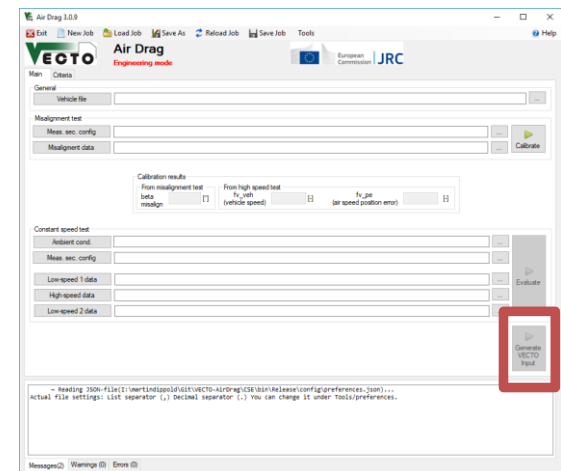 Air Drag 3.0.9
Exit New Job Load Job Save As Reload Job Save Job Tools Help
VECTO
Air Drag
Engineering mode
European
Commission
JRC
Main Criteria
General
Vehicle file ...
Misalignment test
Meas. sec. config ...
Misaligment data ...
Calibrate
Calibration results
From misalignment test
beta
misalign
[°]
From high speed test
fv_veh
(vehicle speed)
[-]
fv_pe
(air speed position error)
[-]
Constant speed test
Ambient cond. ...
Meas. sec. config ...
Low-speed 1 data ...
High-speed data ...
Low-speed 2 data ...
Evaluate
Generate
VECTO
Input
~ Reading JSON-file(I:\martindippold\Git\VECTO-AirDrag\CSE\bin\Release\config\preferences.json)...
Actual file settings: List separator (,) Decimal separator (.) You can change it under Tools/preferences.
Messages(2) Warnings (0) Errors (0)